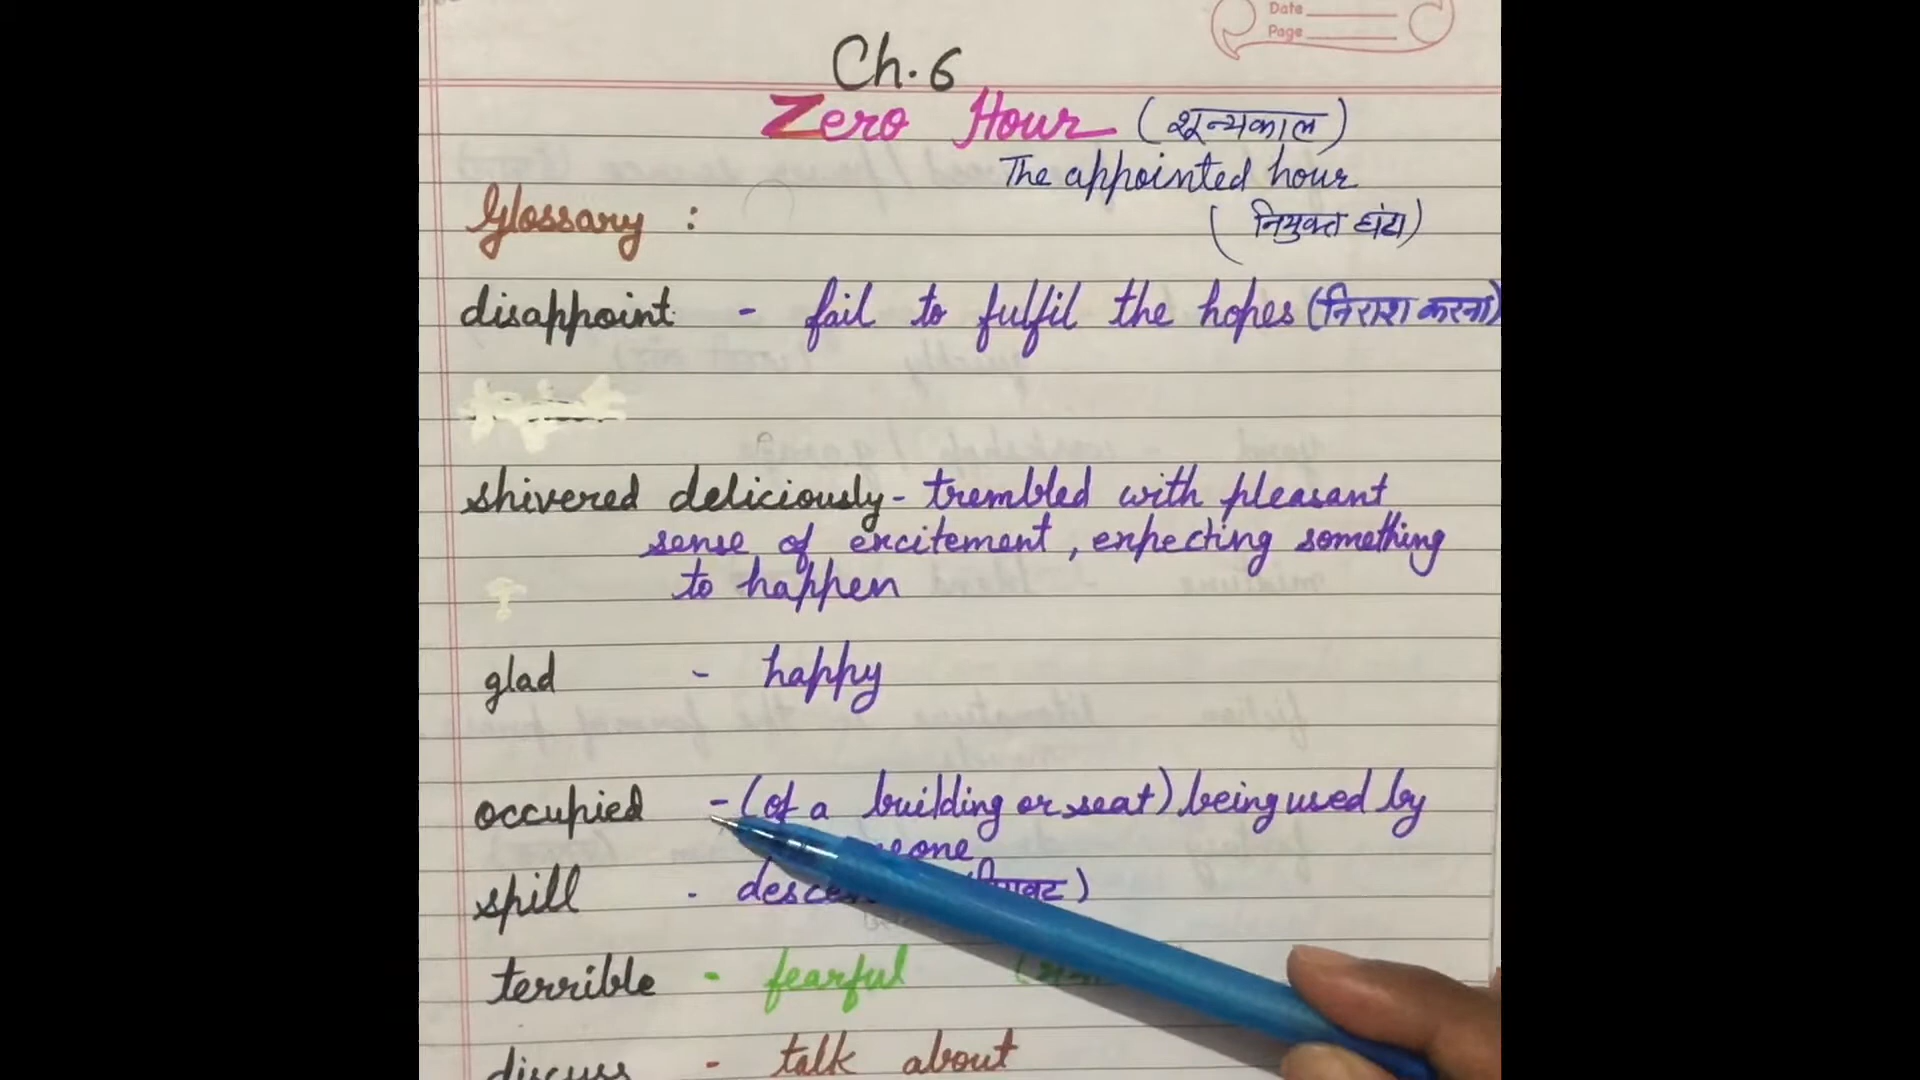 Date
Page
Ch. 6
Zero Hour (शून्यकाल)
The appointed hour
(नियुक्त घंटा)
Glossary :
disappoint - fail to fulfil the hopes (निराश करना)
shivered deliciously - trembled with pleasant
sense of excitement, expecting something
to happen
glad - happy
occupied - (of a building or seat) being used by
spill -
terrible - fearful
discuss - talk about